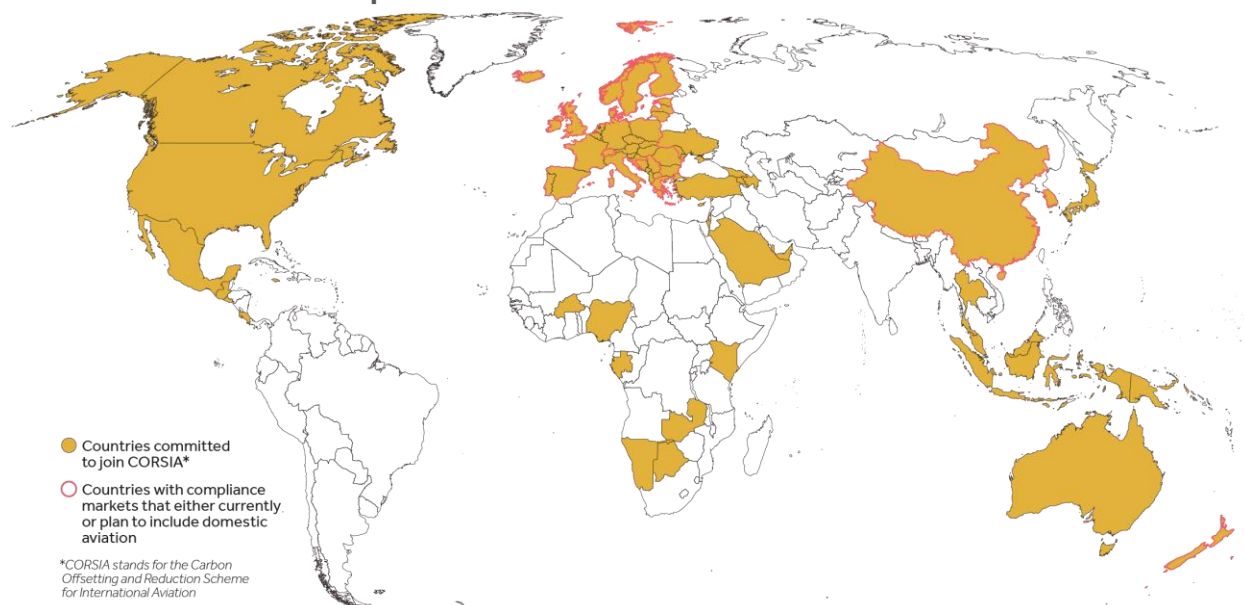 Countries committed
to join CORSIA*
Countries with compliance
markets that either currently
or plan to include domestic
aviation
*CORSIA stands for the Carbon
Offsetting and Reduction Scheme
for International Aviation